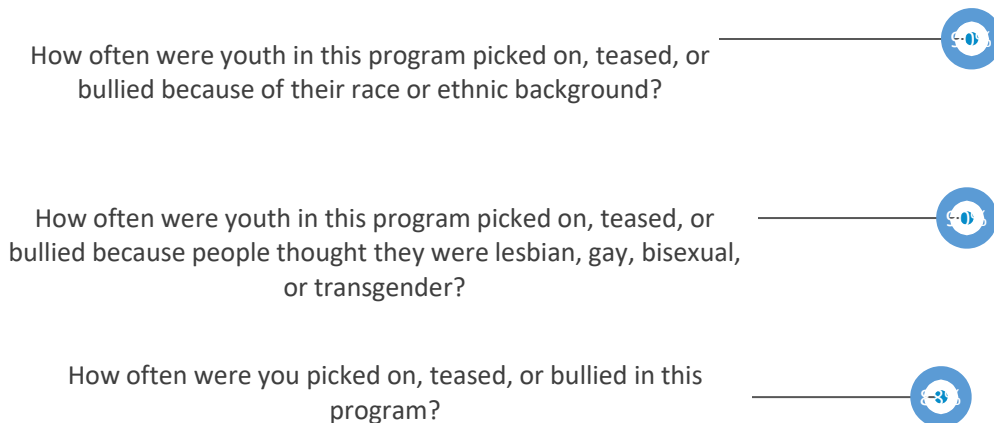 How often were youth in this program picked on, teased, or
bullied because of their race or ethnic background?
How often were youth in this program picked on, teased, or
bullied because people thought they were lesbian, gay, bisexual,
or transgender?
How often were you picked on, teased, or bullied in this
program?